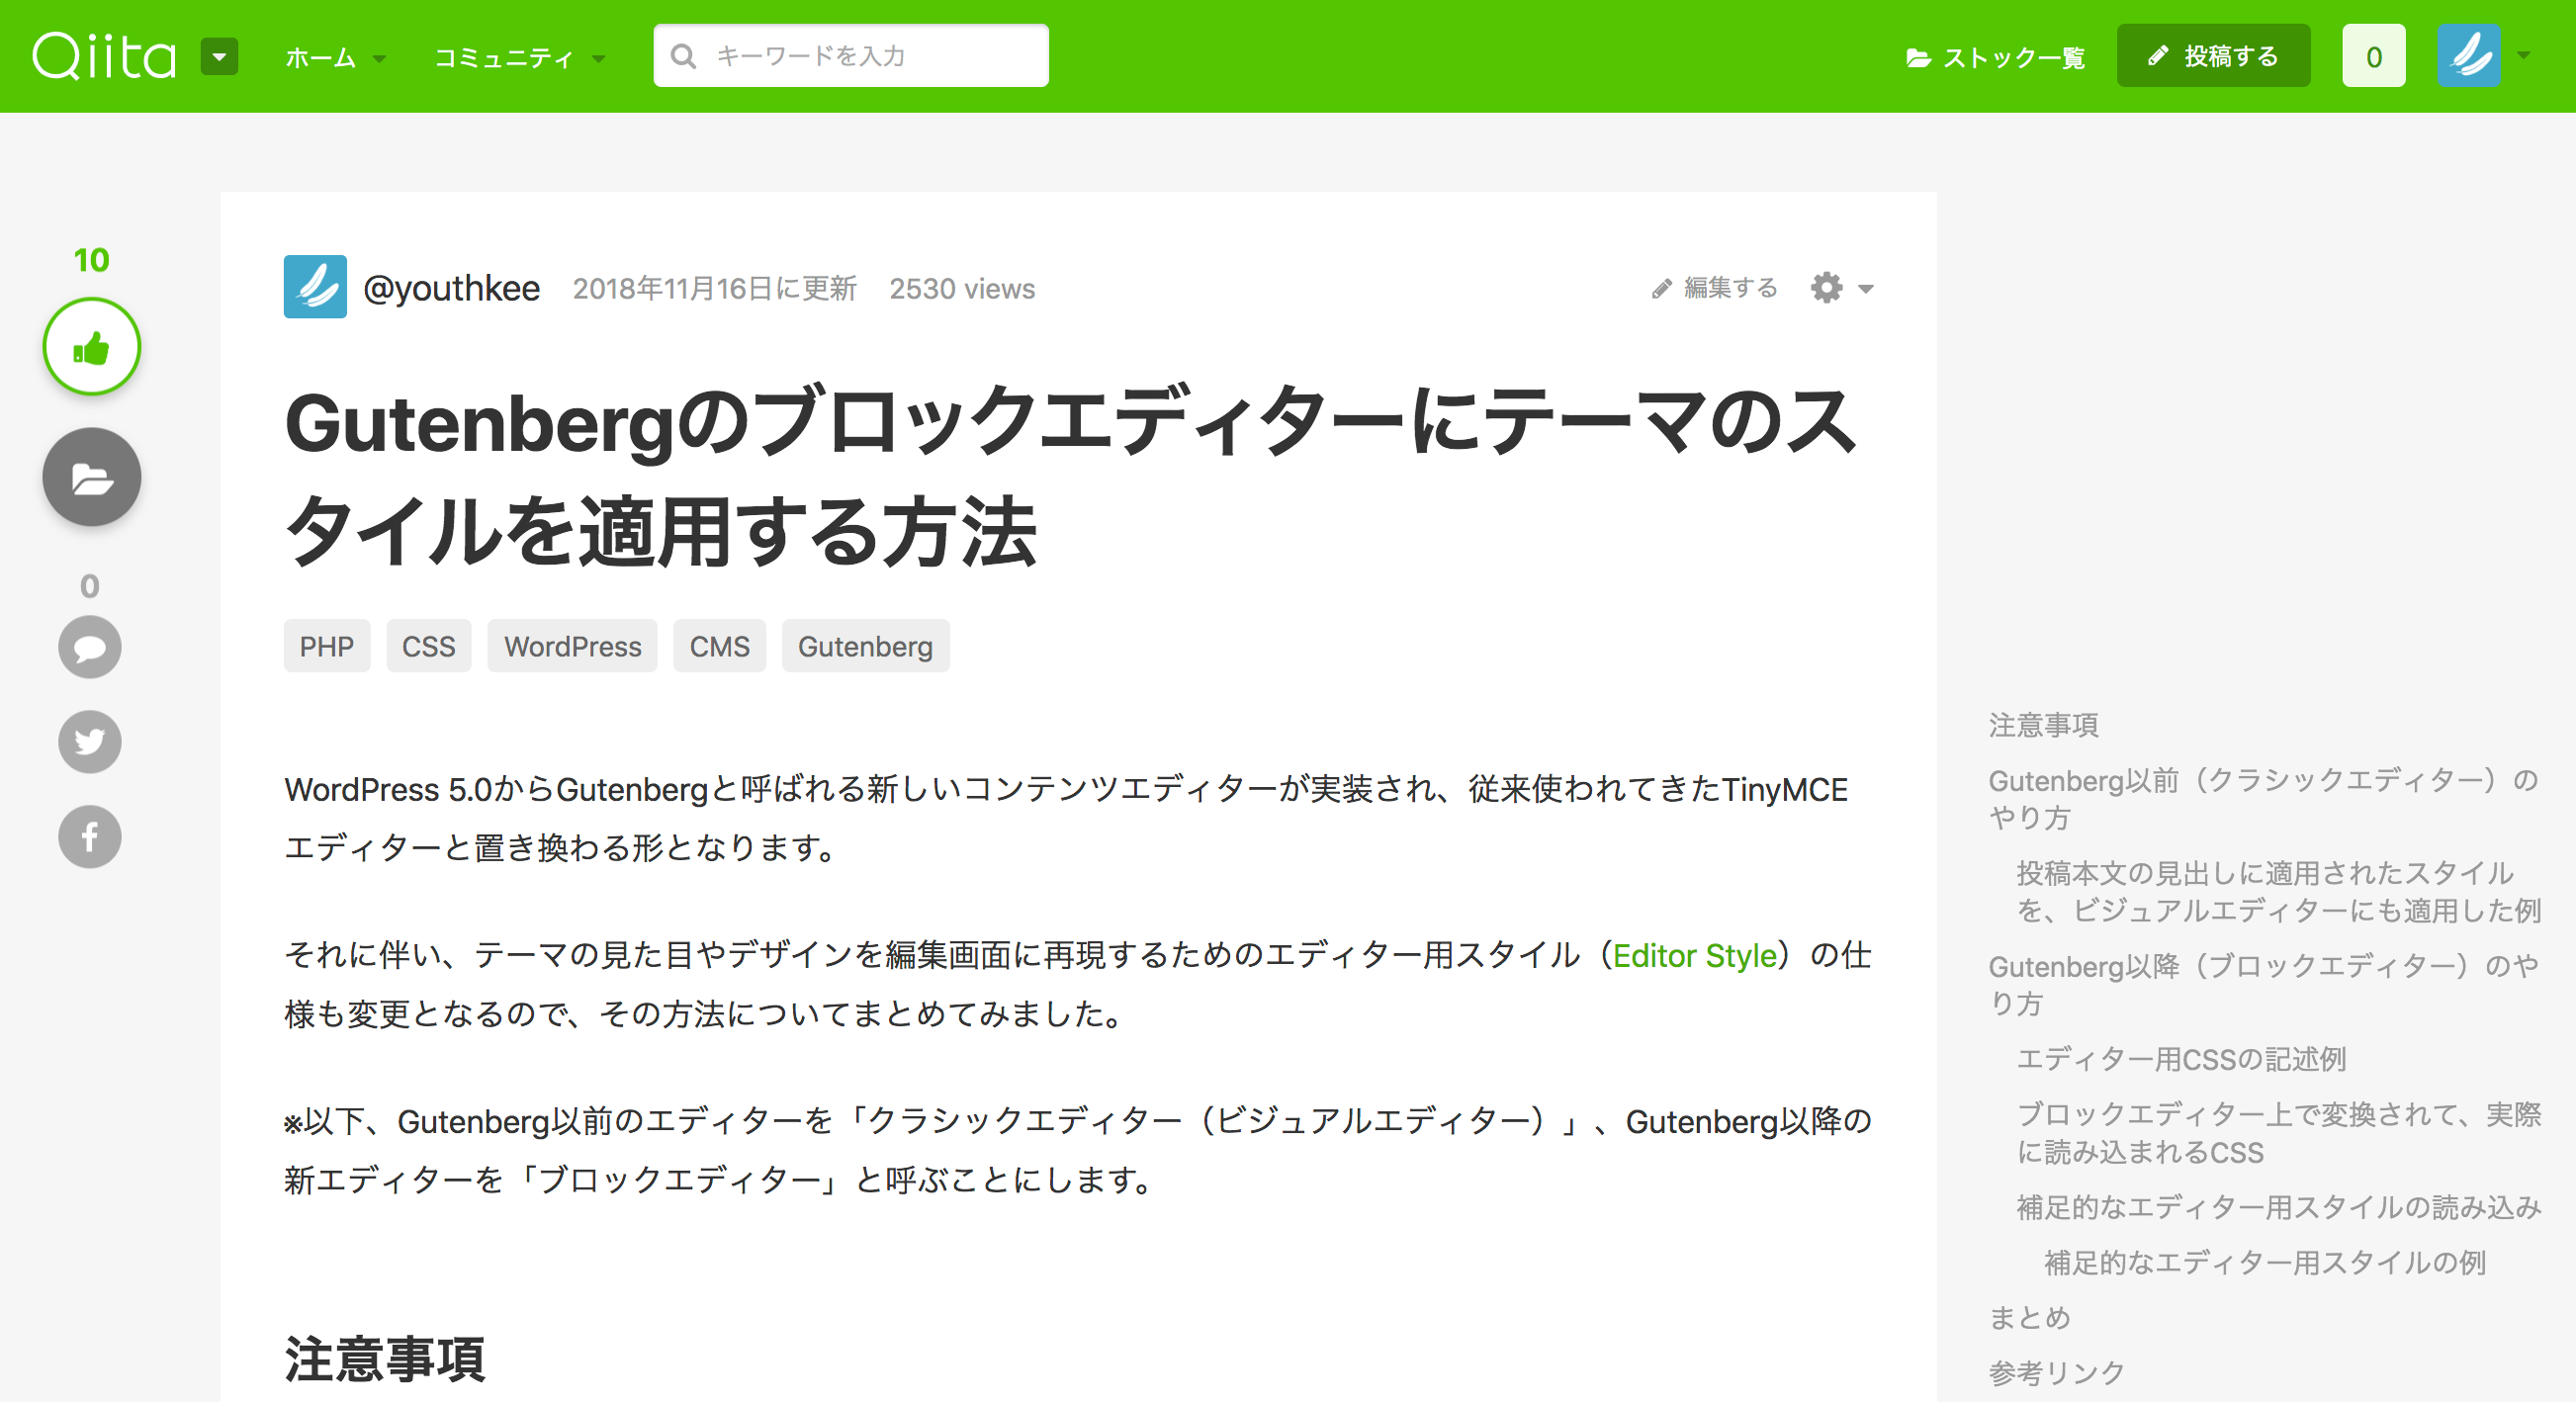 Qiita
ホーム
コミュニティ
キーワードを入力
ストック一覧
投稿する
0
10
0
@youthkee 2018年11月16日に更新 2530 views
編集する
Gutenbergのブロックエディターにテーマのス
タイルを適用する方法
PHP CSS WordPress CMS Gutenberg
WordPress 5.0からGutenbergと呼ばれる新しいコンテンツエディターが実装され、従来使われてきたTinyMCE
エディターと置き換わる形となります。
それに伴い、テーマの見た目やデザインを編集画面に再現するためのエディター用スタイル（Editor Style）の仕
様も変更となるので、その方法についてまとめてみました。
※以下、Gutenberg以前のエディターを「クラシックエディター（ビジュアルエディター）」、Gutenberg以降の
新エディターを「ブロックエディター」と呼ぶことにします。
注意事項
注意事項
Gutenberg以前（クラシックエディター）の
やり方
投稿本文の見出しに適用されたスタイル
を、ビジュアルエディターにも適用した例
Gutenberg以降（ブロックエディター）のや
り方
エディター用CSSの記述例
ブロックエディター上で変換されて、実際
に読み込まれるCSS
補足的なエディター用スタイルの読み込み
補足的なエディター用スタイルの例
まとめ
参考リンク